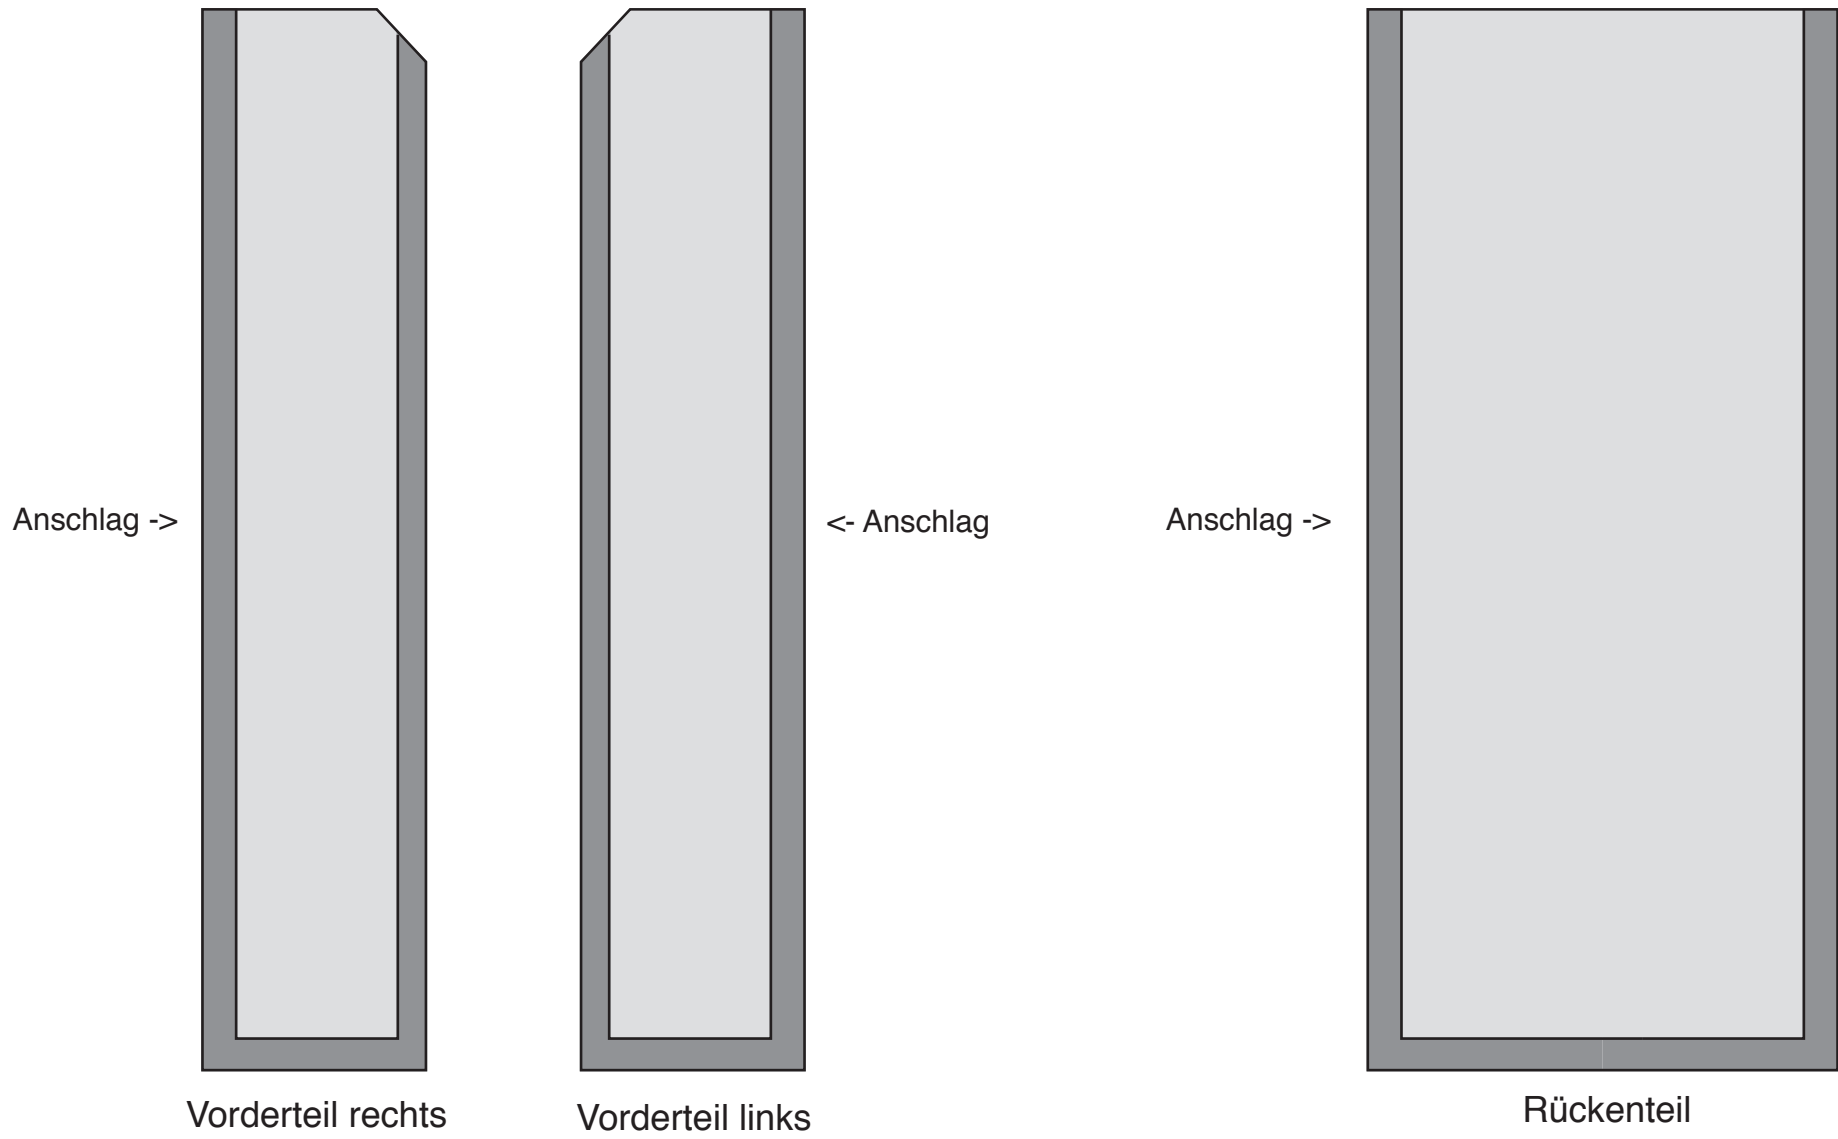 Anschlag ->
<- Anschlag
Anschlag ->
Vorderteil rechts
Vorderteil links
Rückenteil